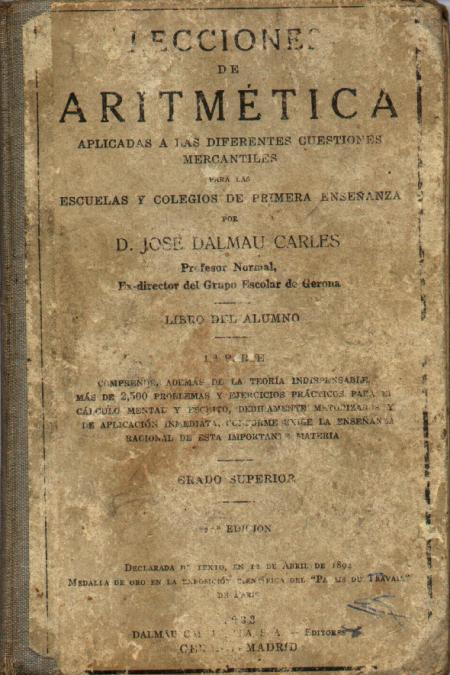 LECCIONES
DE
ARITMÉTICA
APLICADAS A LAS DIFERENTES CUESTIONES
MERCANTILES
PARA LAS
ESCUELAS Y COLEGIOS DE PRIMERA ENSEÑANZA
POR
D. JOSÉ DALMAU CARLES
Profesor Normal,
Ex-director del Grupo Escolar de Gerona
LIBRO DEL ALUMNO
1.ª PARTE
COMPRENDE, ADEMÁS DE LA TEORÍA INDISPENSABLE,
MÁS DE 2,500 PROBLEMAS Y EJERCICIOS PRÁCTICOS PARA EL
CÁLCULO MENTAL Y ESCRITO, DEBIDAMENTE METODIZADOS Y
DE APLICACIÓN INMEDIATA, CONFORME EXIGE LA ENSEÑANZA
RACIONAL DE ESTA IMPORTANTE MATERIA
GRADO SUPERIOR
EDICIÓN
DECLARADA DE TEXTO, EN 12 DE ABRIL DE
MEDALLA DE ORO EN LA EXPOSICIÓN CIENTÍFICA DEL "PALAIS DU TRAVAIL"
DE PARÍS
DALMAU S. A. — EDITORES
MADRID